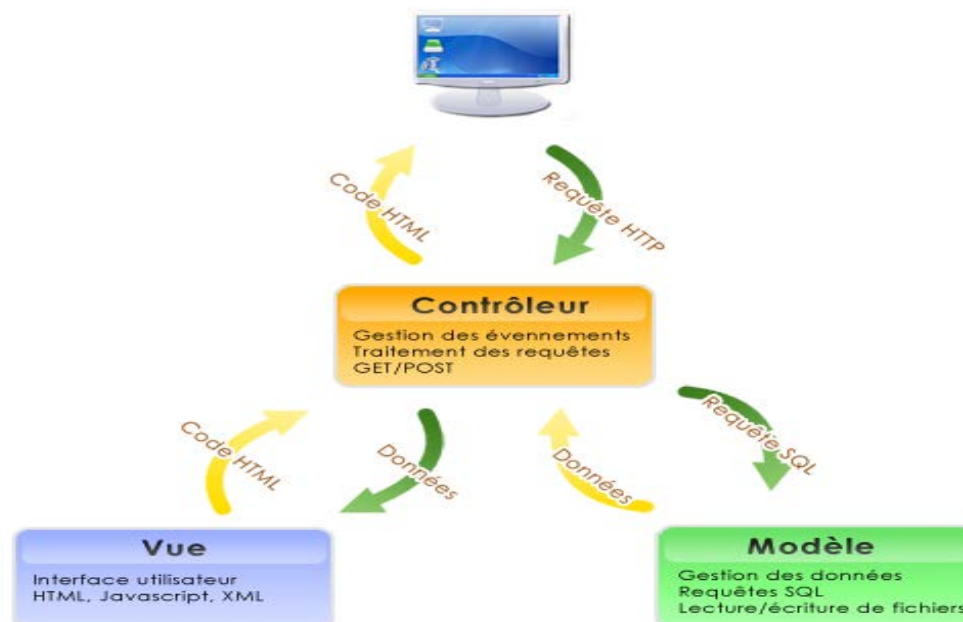 Code HTML
Requête HTTP
Contrôleur
Gestion des évennements
Traitement des requêtes
GET/POST
Code HTML
Données
Données
Requête SQL
Vue
Interface utilisateur
HTML, Javascript, XML
Modèle
Gestion des données
Requêtes SQL
Lecture/écriture de fichiers